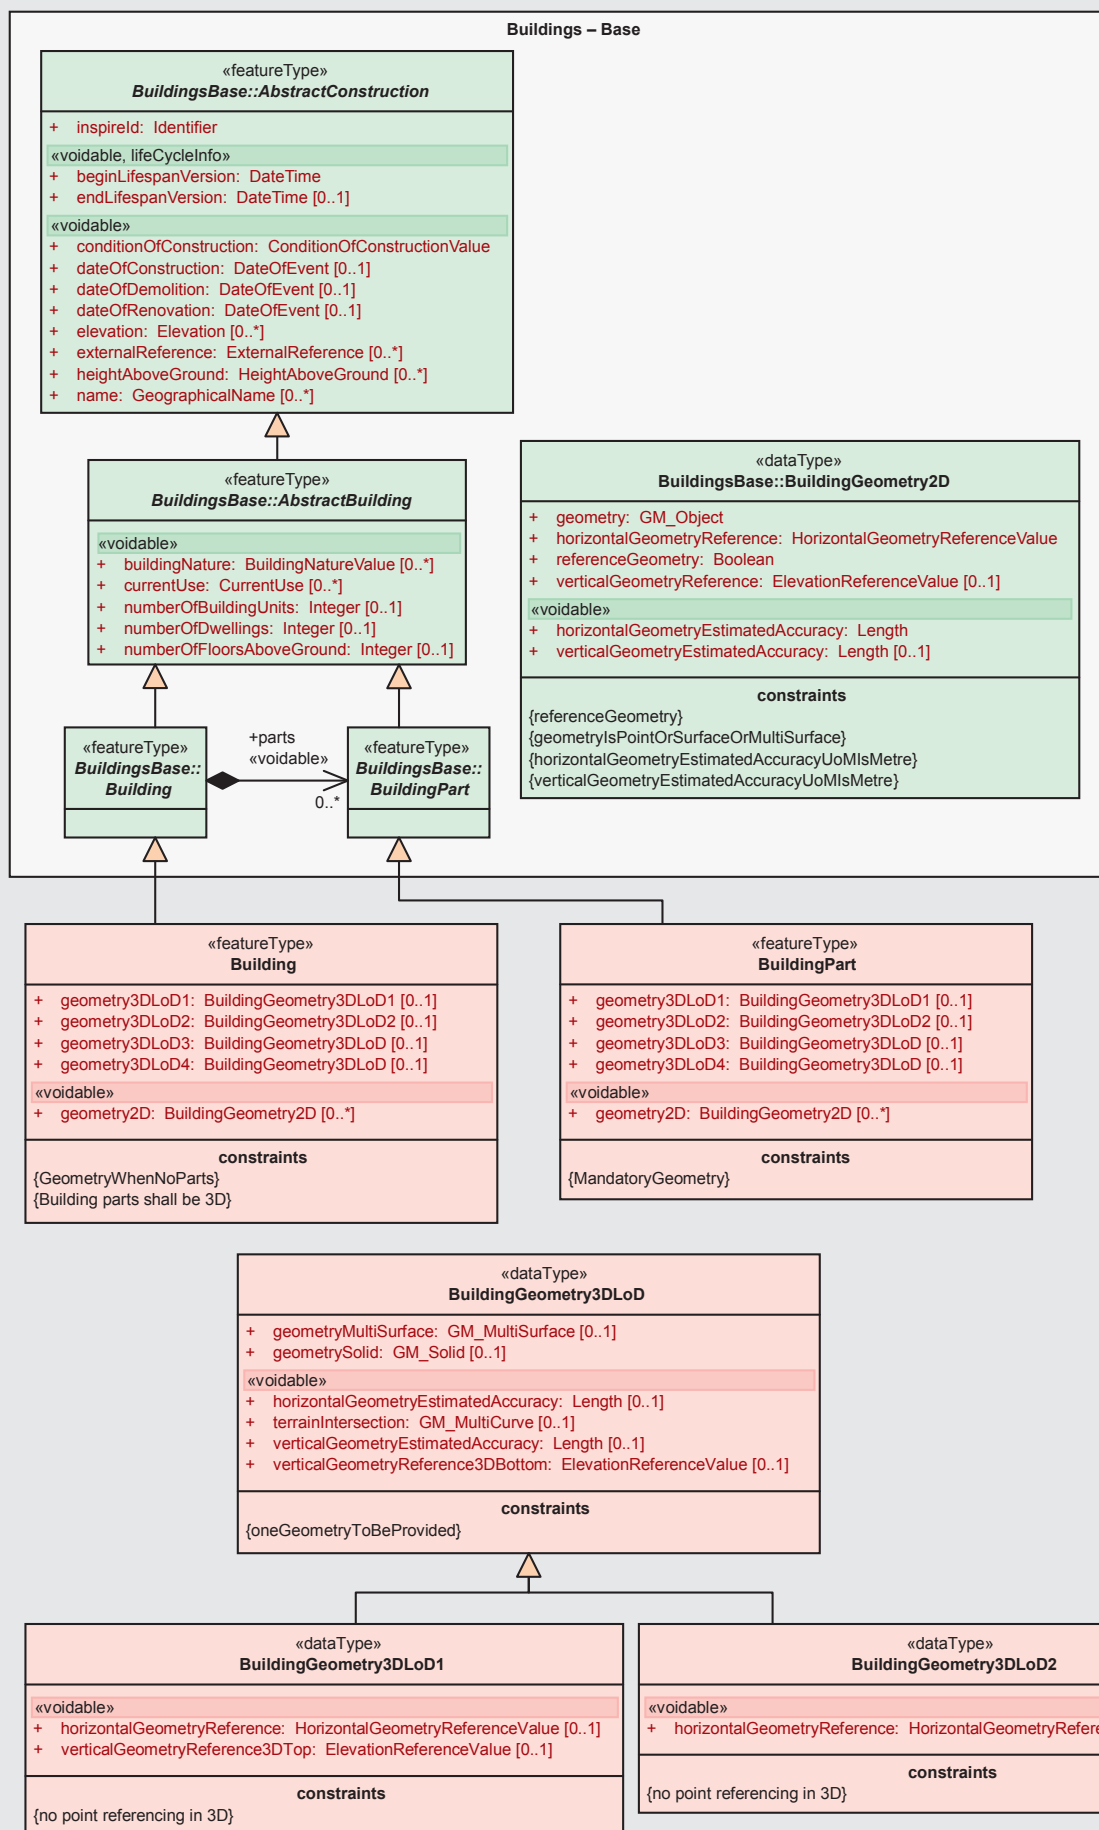 Buildings – Base
«featureType»
BuildingsBase::AbstractConstruction
+ inspireId: Identifier
«voidable, lifeCycleInfo»
+ beginLifespanVersion: DateTime
+ endLifespanVersion: DateTime [0..1]
«voidable»
+ conditionOfConstruction: ConditionOfConstructionValue
+ dateOfConstruction: DateOfEvent [0..1]
+ dateOfDemolition: DateOfEvent [0..1]
+ dateOfRenovation: DateOfEvent [0..1]
+ elevation: Elevation [0..*]
+ externalReference: ExternalReference [0..*]
+ heightAboveGround: HeightAboveGround [0..*]
+ name: GeographicalName [0..*]
«featureType»
BuildingsBase::AbstractBuilding
«voidable»
+ buildingNature: BuildingNatureValue [0..*]
+ currentUse: CurrentUse [0..*]
+ numberOfBuildingUnits: Integer [0..1]
+ numberOfDwellings: Integer [0..1]
+ numberOfFloorsAboveGround: Integer [0..1]
«dataType»
BuildingsBase::BuildingGeometry2D
+ geometry: GM_Object
+ horizontalGeometryReference: HorizontalGeometryReferenceValue
+ referenceGeometry: Boolean
+ verticalGeometryReference: ElevationReferenceValue [0..1]
«voidable»
+ horizontalGeometryEstimatedAccuracy: Length
+ verticalGeometryEstimatedAccuracy: Length [0..1]
constraints
{referenceGeometry}
{geometryIsPointOrSurfaceOrMultiSurface}
{horizontalGeometryEstimatedAccuracyUoMIsMetre}
{verticalGeometryEstimatedAccuracyUoMIsMetre}
«featureType»
BuildingsBase::
Building
+parts
«voidable»
0..*
«featureType»
BuildingsBase::
BuildingPart
«featureType»
Building
+ geometry3DLoD1: BuildingGeometry3DLoD1 [0..1]
+ geometry3DLoD2: BuildingGeometry3DLoD2 [0..1]
+ geometry3DLoD3: BuildingGeometry3DLoD [0..1]
+ geometry3DLoD4: BuildingGeometry3DLoD [0..1]
«voidable»
+ geometry2D: BuildingGeometry2D [0..*]
constraints
{GeometryWhenNoParts}
{Building parts shall be 3D}
«featureType»
BuildingPart
+ geometry3DLoD1: BuildingGeometry3DLoD1 [0..1]
+ geometry3DLoD2: BuildingGeometry3DLoD2 [0..1]
+ geometry3DLoD3: BuildingGeometry3DLoD [0..1]
+ geometry3DLoD4: BuildingGeometry3DLoD [0..1]
«voidable»
+ geometry2D: BuildingGeometry2D [0..*]
constraints
{MandatoryGeometry}
«dataType»
BuildingGeometry3DLoD
+ geometryMultiSurface: GM_MultiSurface [0..1]
+ geometrySolid: GM_Solid [0..1]
«voidable»
+ horizontalGeometryEstimatedAccuracy: Length [0..1]
+ terrainIntersection: GM_MultiCurve [0..1]
+ verticalGeometryEstimatedAccuracy: Length [0..1]
+ verticalGeometryReference3DBottom: ElevationReferenceValue [0..1]
constraints
{oneGeometryToBeProvided}
«dataType»
BuildingGeometry3DLoD1
«voidable»
+ horizontalGeometryReference: HorizontalGeometryReferenceValue [0..1]
+ verticalGeometryReference3DTop: ElevationReferenceValue [0..1]
constraints
{no point referencing in 3D}
«dataType»
BuildingGeometry3DLoD2
«voidable»
+ horizontalGeometryReference:
constraints
{no point referencing in 3D}